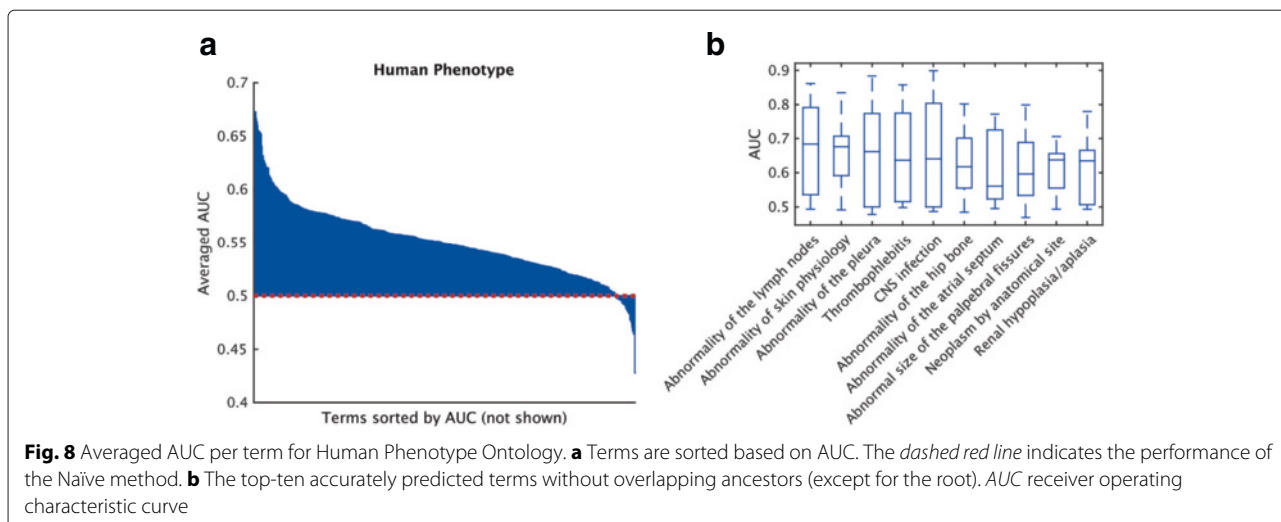 a
Human Phenotype
0.7
0.65
0.6
0.55
0.5
0.45
0.4
Averaged AUC
Terms sorted by AUC (not shown)
b
0.9
0.8
0.7
0.6
0.5
AUC
Abnormality of the lymph nodes
Abnormality of skin physiology
Abnormality of the pleura
Thrombophlebitis
CNS infection
Abnormality of the hip bone
Abnormality of the atrial septum
Abnormal size of the palpebral fissures
Neoplasm by anatomical site
Renal hypoplasia/aplasia
Fig. 8 Averaged AUC per term for Human Phenotype Ontology. a Terms are sorted based on AUC. The dashed red line indicates the performance of
the Naïve method. b The top-ten accurately predicted terms without overlapping ancestors (except for the root). AUC receiver operating
characteristic curve